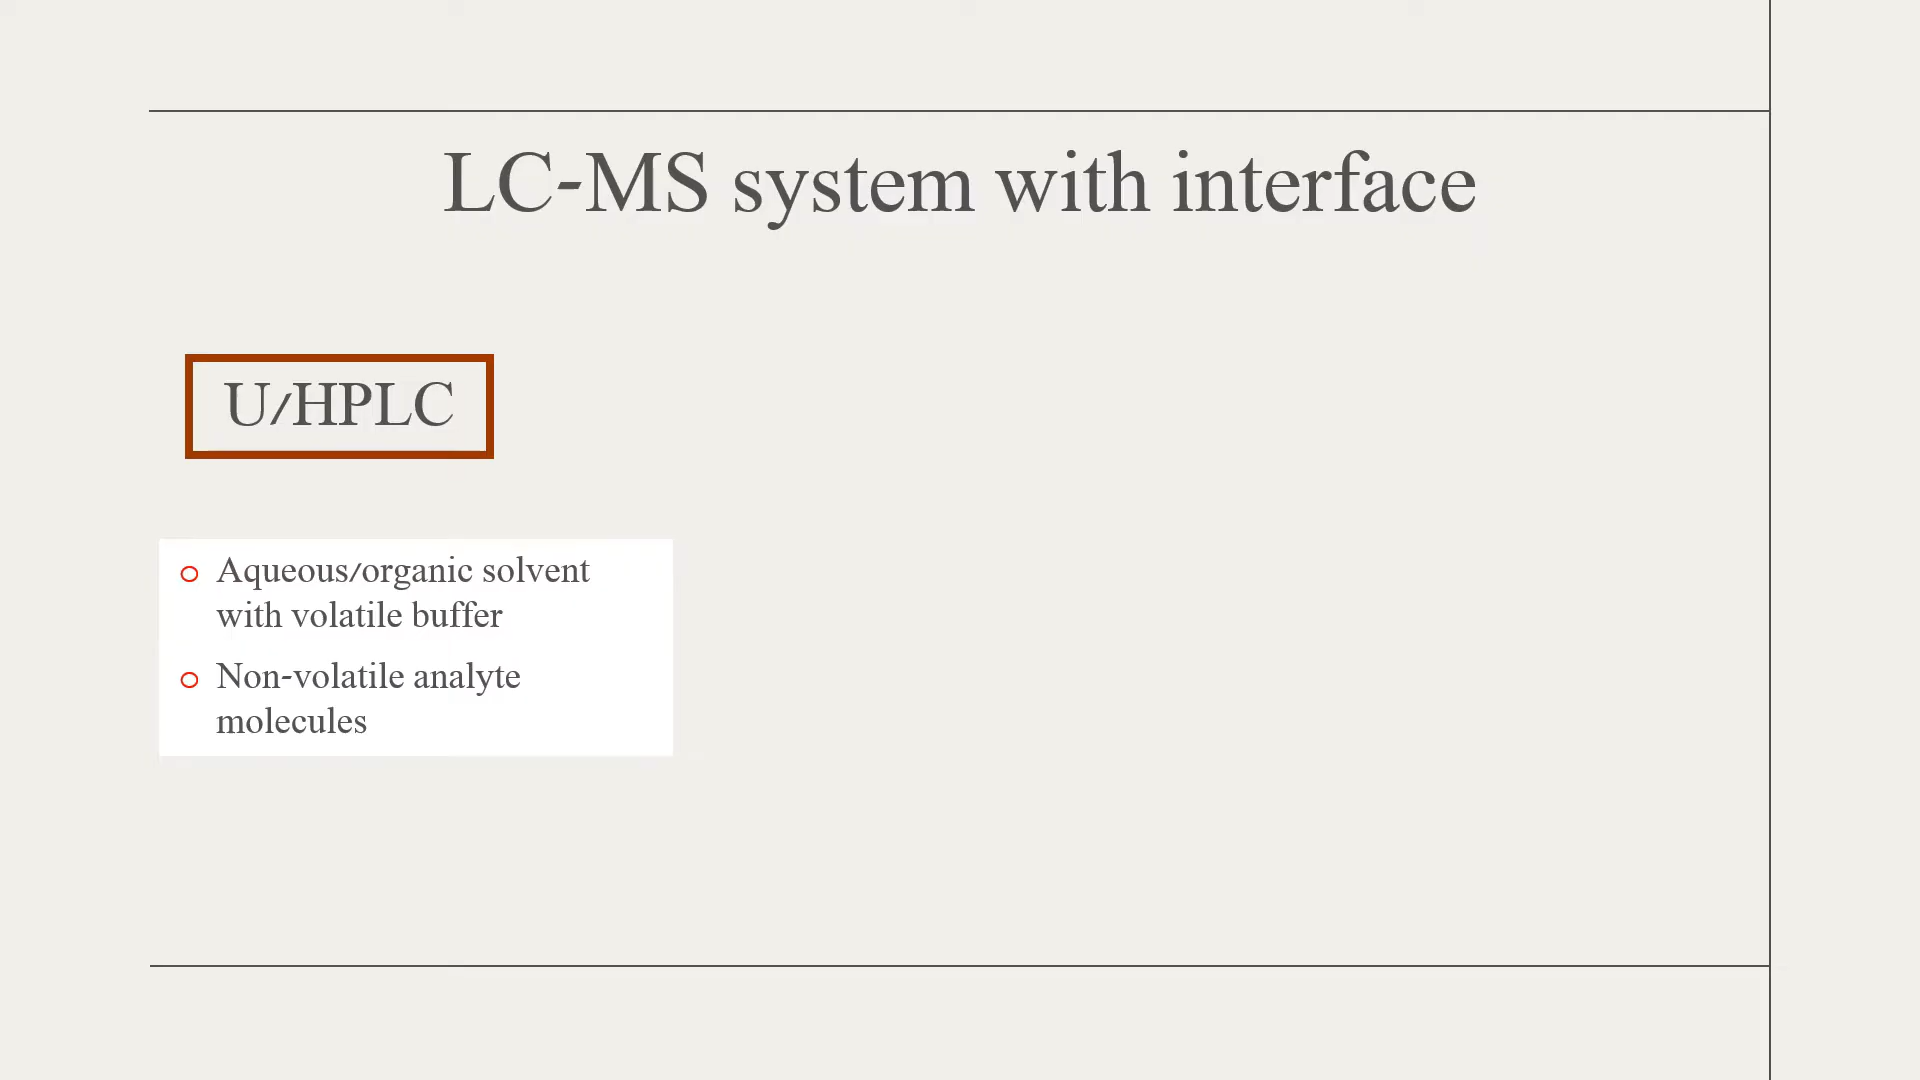 LC-MS system with interface
U/HPLC
Aqueous/organic solvent
with volatile buffer
Non-volatile analyte
molecules